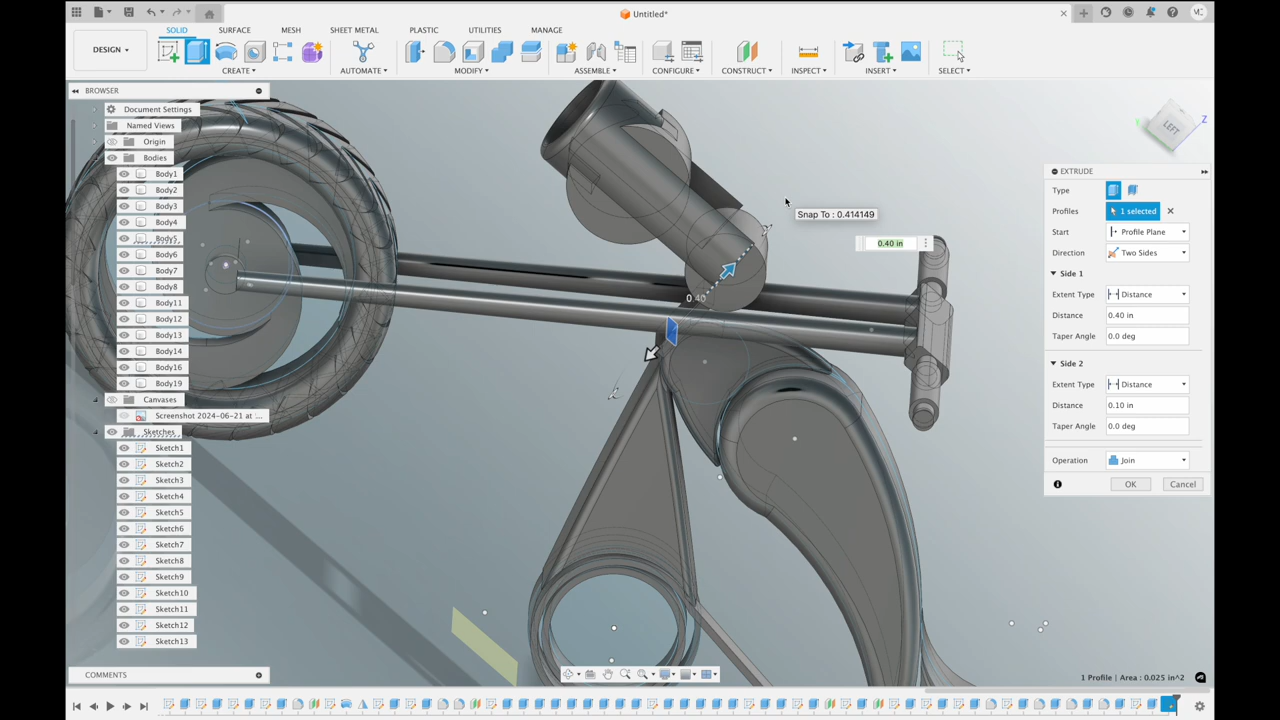 Untitled*
MC
DESIGN
SOLID
SURFACE
MESH
SHEET METAL
PLASTIC
UTILITIES
MANAGE
CREATE
AUTOMATE
MODIFY
ASSEMBLE
CONFIGURE
CONSTRUCT
INSPECT
INSERT
SELECT
BROWSER
Document Settings
Named Views
Origin
Bodies
Body1
Body2
Body3
Body4
Body5
Body6
Body7
Body8
Body11
Body12
Body13
Body14
Body16
Body19
Canvases
Screenshot 2024-06-21 at '...
Sketches
Sketch1
Sketch2
Sketch3
Sketch4
Sketch5
Sketch6
Sketch7
Sketch8
Sketch9
Sketch10
Sketch11
Sketch12
Sketch13
COMMENTS
Snap To : 0.414149
0.40 in
0.40
LEFT
Z
EXTRUDE
Type
Profiles
1 selected
Start
Profile Plane
Direction
Two Sides
Side 1
Extent Type
Distance
Distance
0.40 in
Taper Angle
0.0 deg
Side 2
Extent Type
Distance
Distance
0.10 in
Taper Angle
0.0 deg
Operation
Join
OK
Cancel
1 Profile | Area : 0.025 in^2